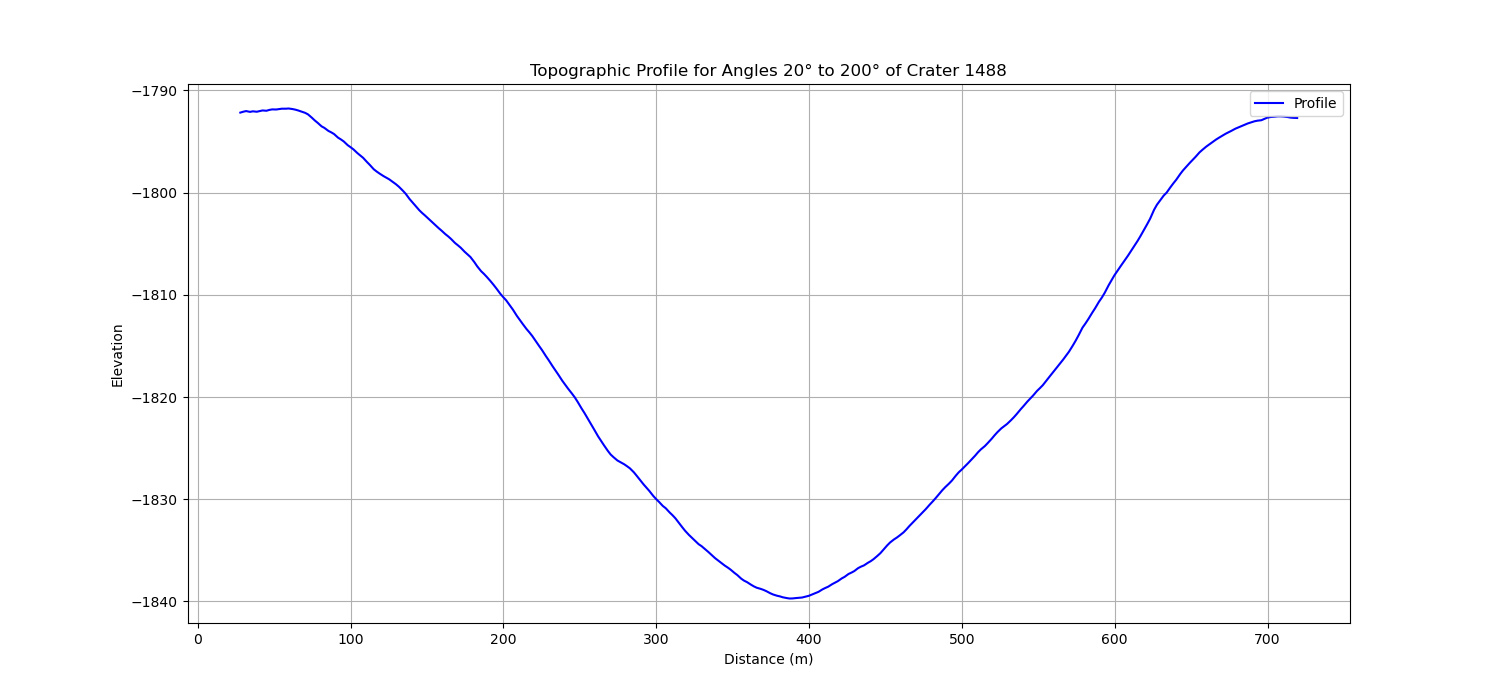 Topographic Profile for Angles 20° to 200° of Crater 1488
Profile
−1790
−1800
−1810
−1820
−1830
−1840
Elevation
0 100 200 300 400 500 600 700
Distance (m)